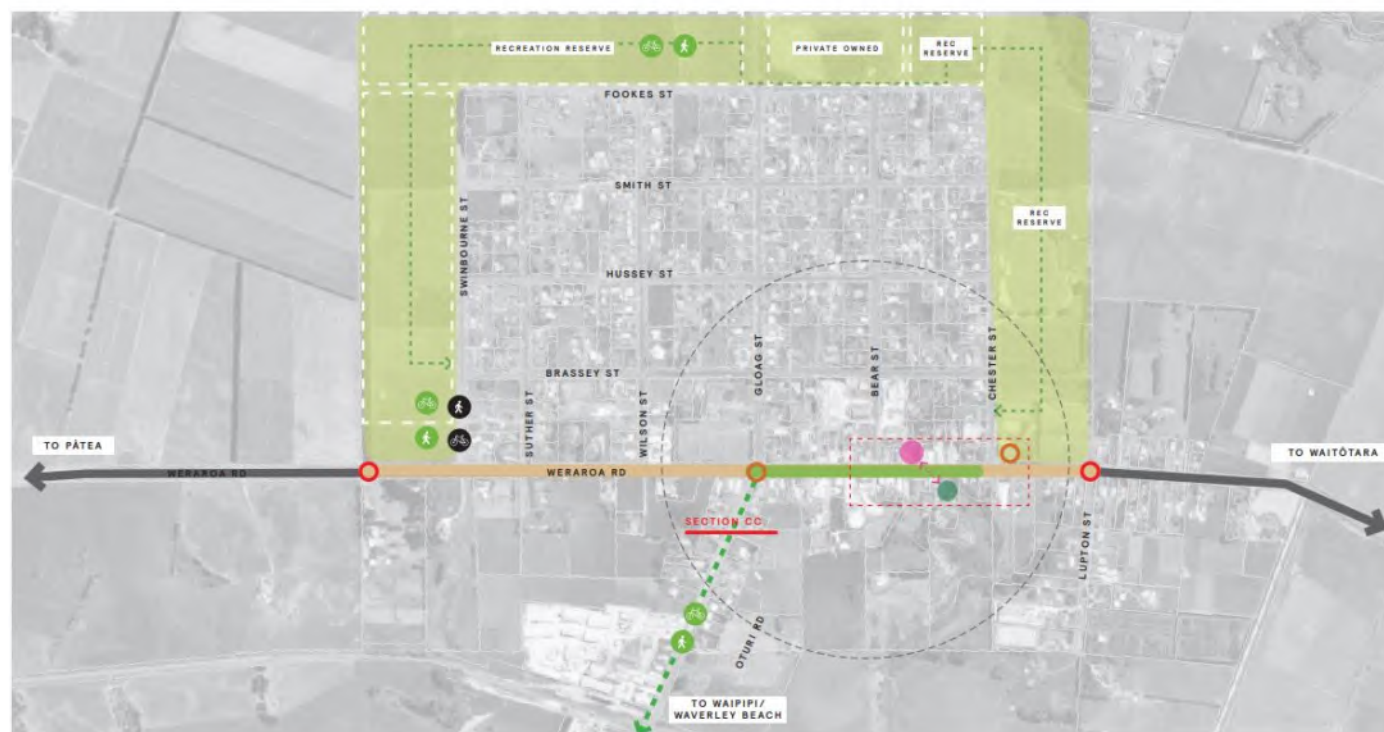 RECREATION RESERVE
PRIVATE OWNED
REC
RESERVE
FOOKES ST
SMITH ST
SWINBOURNE ST
REC
RESERVE
HUSSEY ST
GLOAG ST
BEAR ST
CHESTER ST
BRASSEY ST
SUTHER ST
WILSON ST
TO PĀTEA
TO WAITŌTARA
WERAROA RD
WERAROA RD
SECTION CC
LUPTON ST
OTURI RD
TO WAIPIPI/
WAVERLEY BEACH